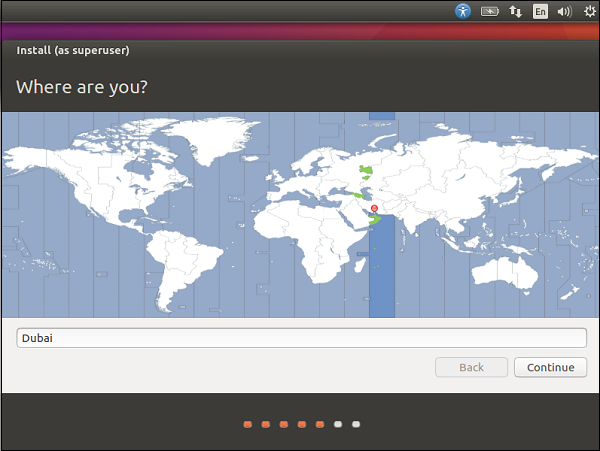 En
Install (as superuser)
Where are you?
Dubai
Back
Continue